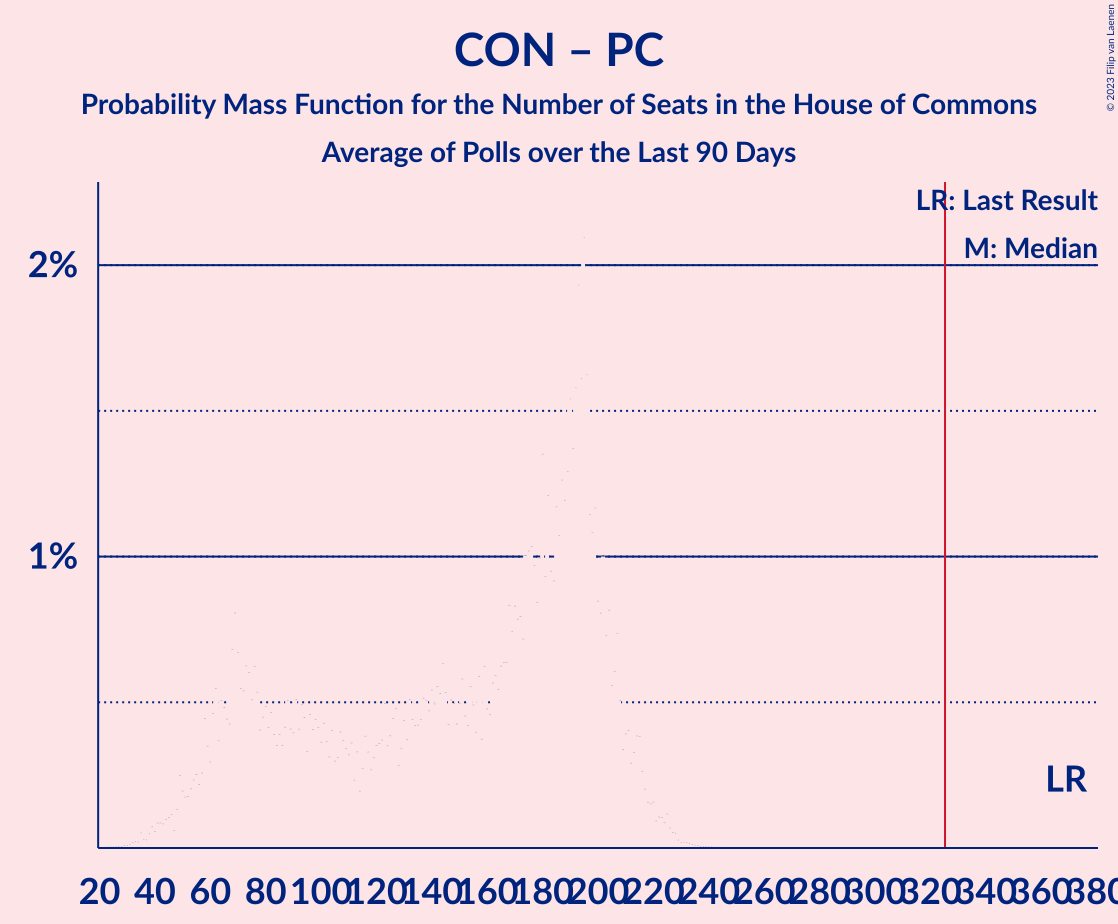 CON – PC
Probability Mass Function for the Number of Seats in the House of Commons
Average of Polls over the Last 90 Days
© 2023 Filip van Laenen
LR: Last Result
M: Median
2%
1%
LR
20 40 60 80 100 120 140 160 180 200 220 240 260 280 300 320 340 360 380